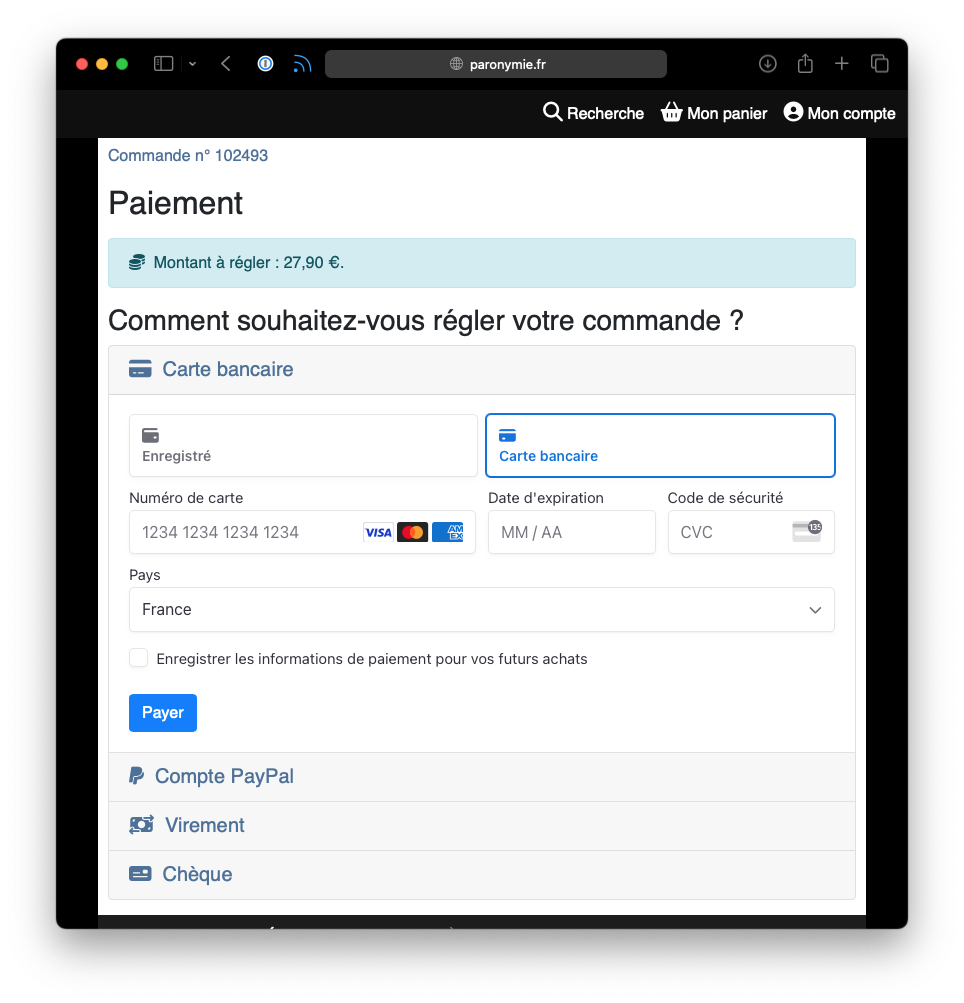 paronymie.fr
Recherche Mon panier Mon compte
Commande n° 102493
Paiement
Montant à régler : 27,90 €.
Comment souhaitez-vous régler votre commande ?
Carte bancaire
Enregistré
Carte bancaire
Numéro de carte Date d'expiration Code de sécurité
1234 1234 1234 1234 VISA AMEX MM / AA CVC 135
Pays
France
Enregistrer les informations de paiement pour vos futurs achats
Payer
Compte PayPal
Virement
Chèque